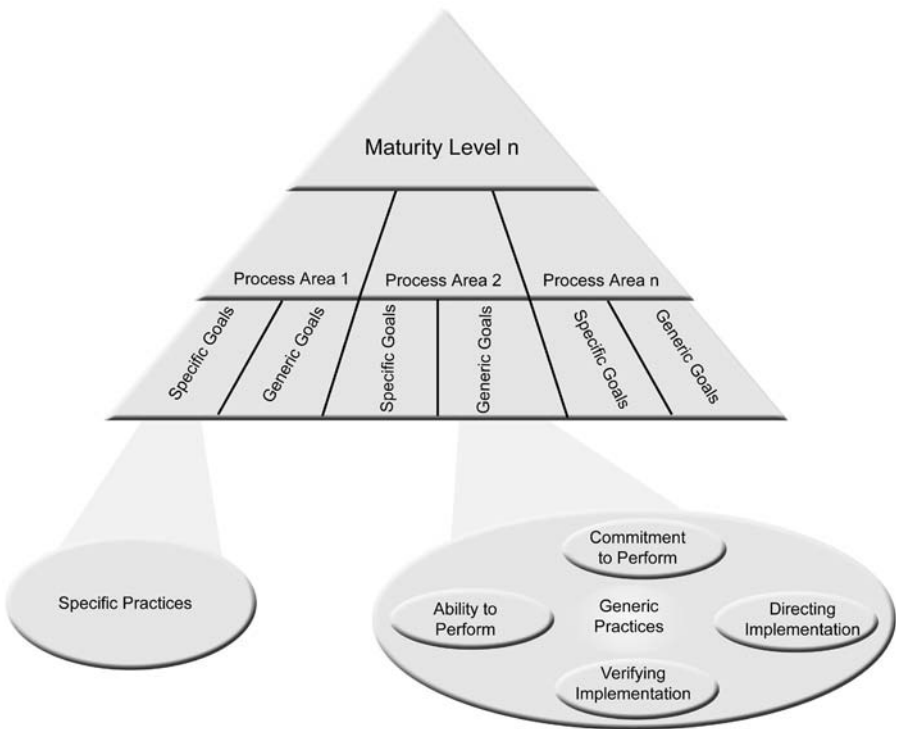 Maturity Level n
Process Area 1
Process Area 2
Process Area n
Specific Goals
Generic Goals
Specific Goals
Generic Goals
Specific Goals
Generic Goals
Specific Practices
Commitment
to Perform
Ability to
Perform
Generic
Practices
Directing
Implementation
Verifying
Implementation